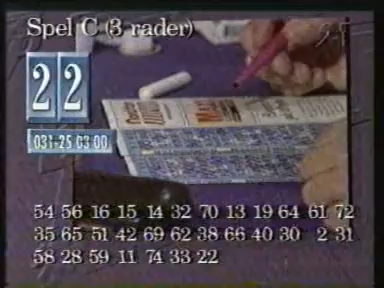 Spel C (3 rader)
22
031-25 03 00
54 56 16 15 14 32 70 13 19 64 61 72
35 65 51 42 69 62 38 66 40 30 2 31
58 28 59 11 74 33 22